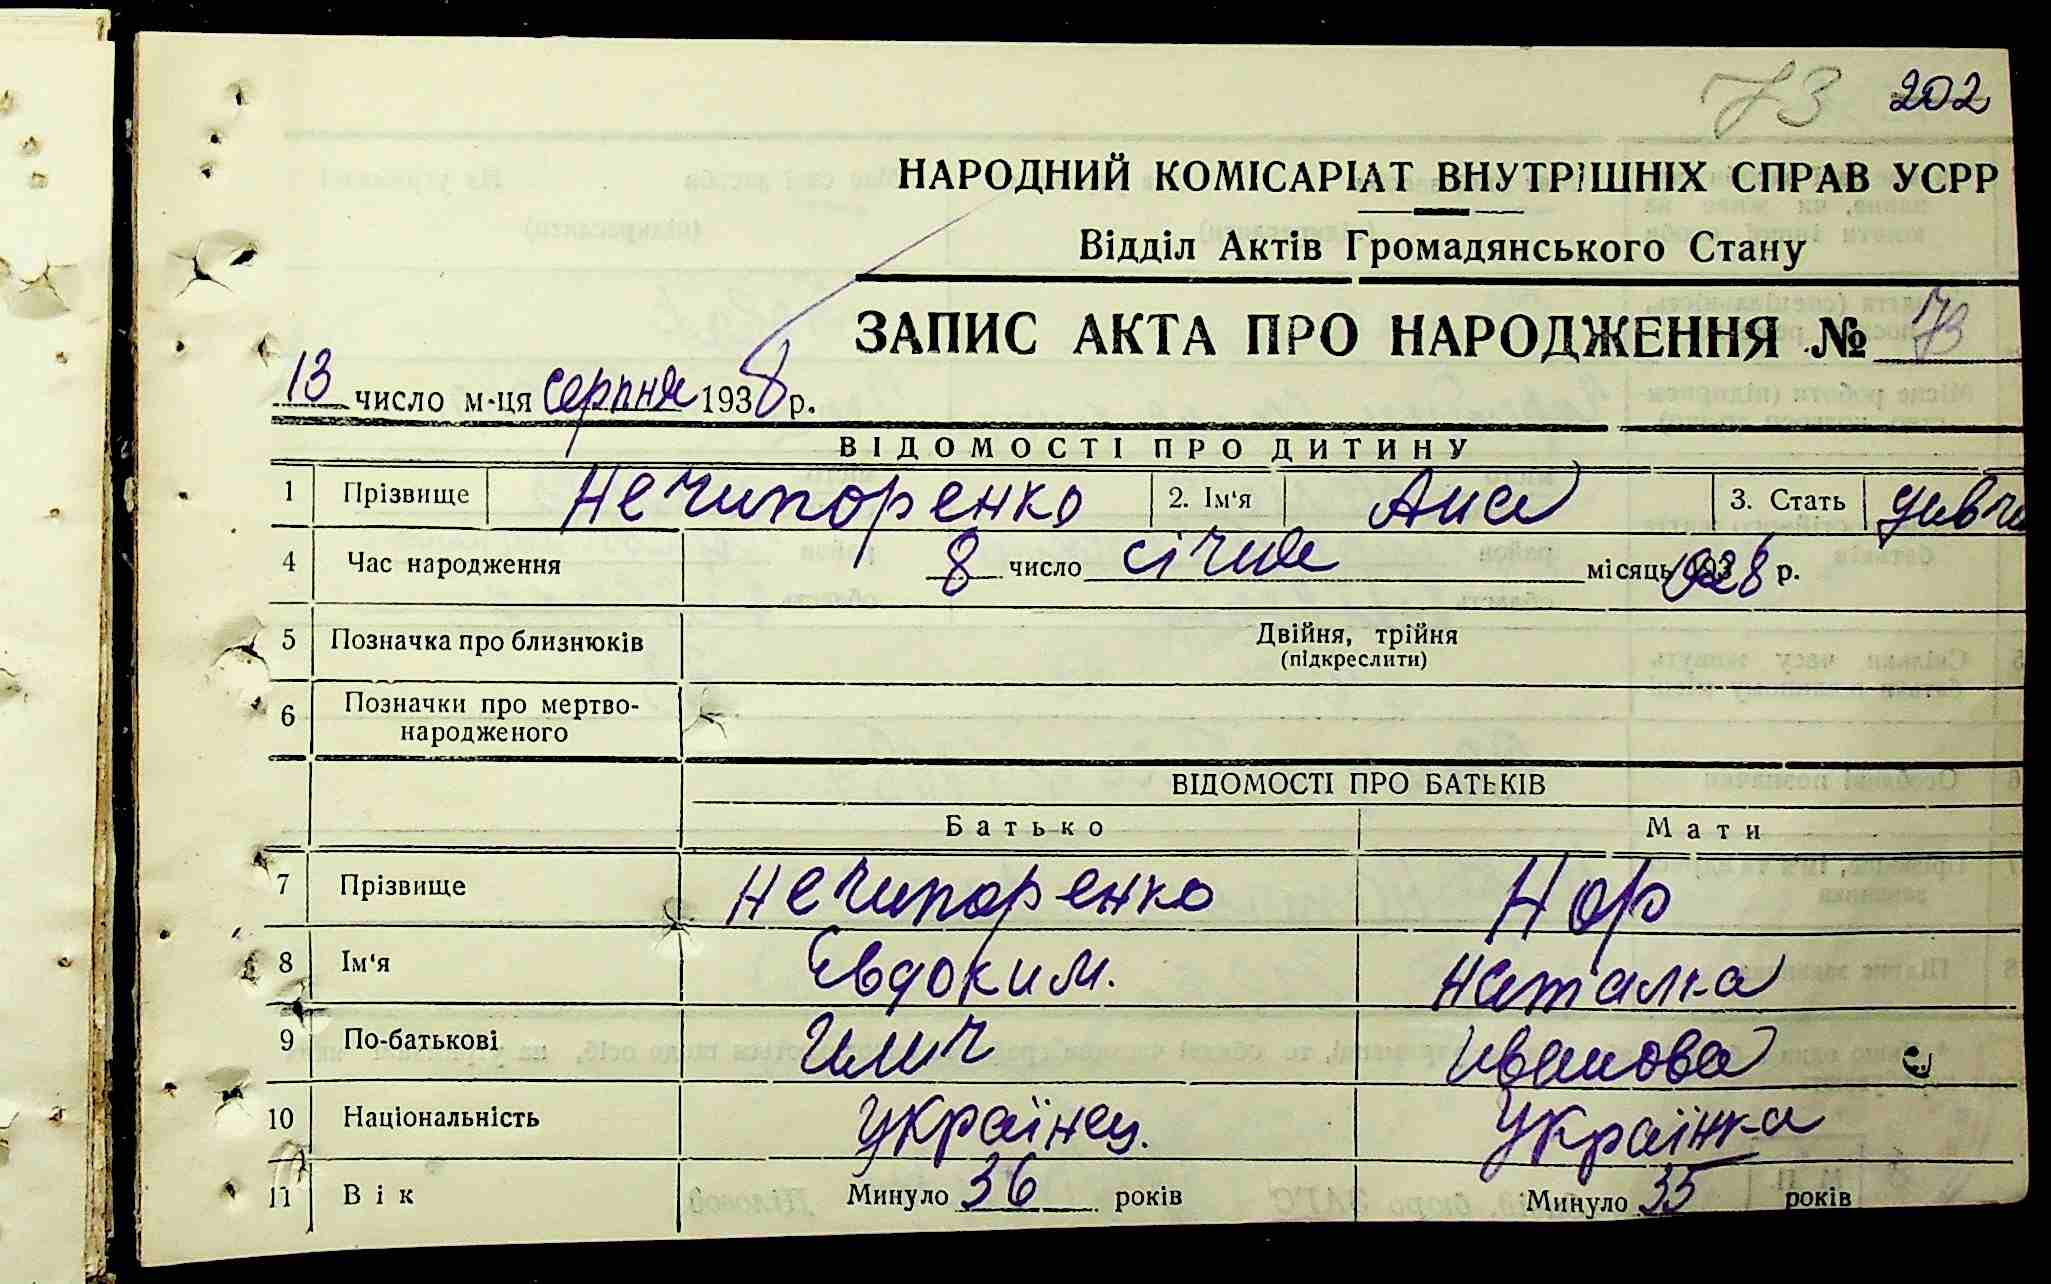 73 202
НАРОДНИЙ КОМІСАРІАТ ВНУТРІШНІХ СПРАВ УСРР
Відділ Актів Громадянського Стану
ЗАПИС АКТА ПРО НАРОДЖЕННЯ № 73
13 число м-ця серпня 1938 р.
ВІДОМОСТІ ПРО ДИТИНУ
1 Прізвище Нечипоренко 2. Ім'я Анна 3. Стать дивчи
4 Час народження 8 число січня місяць 1928 р.
5 Позначка про близнюків Двійня, трійня
(підкреслити)
6 Позначки про мертво-
народженого
ВІДОМОСТІ ПРО БАТЬКІВ
Батько Мати
7 Прізвище Нечипоренко Нор
8 Ім'я Евдоким. Наталка
9 По-батькові Илич Иванова
10 Національність Українец. Українка
11 Вік Минуло 36 років Минуло 35 років